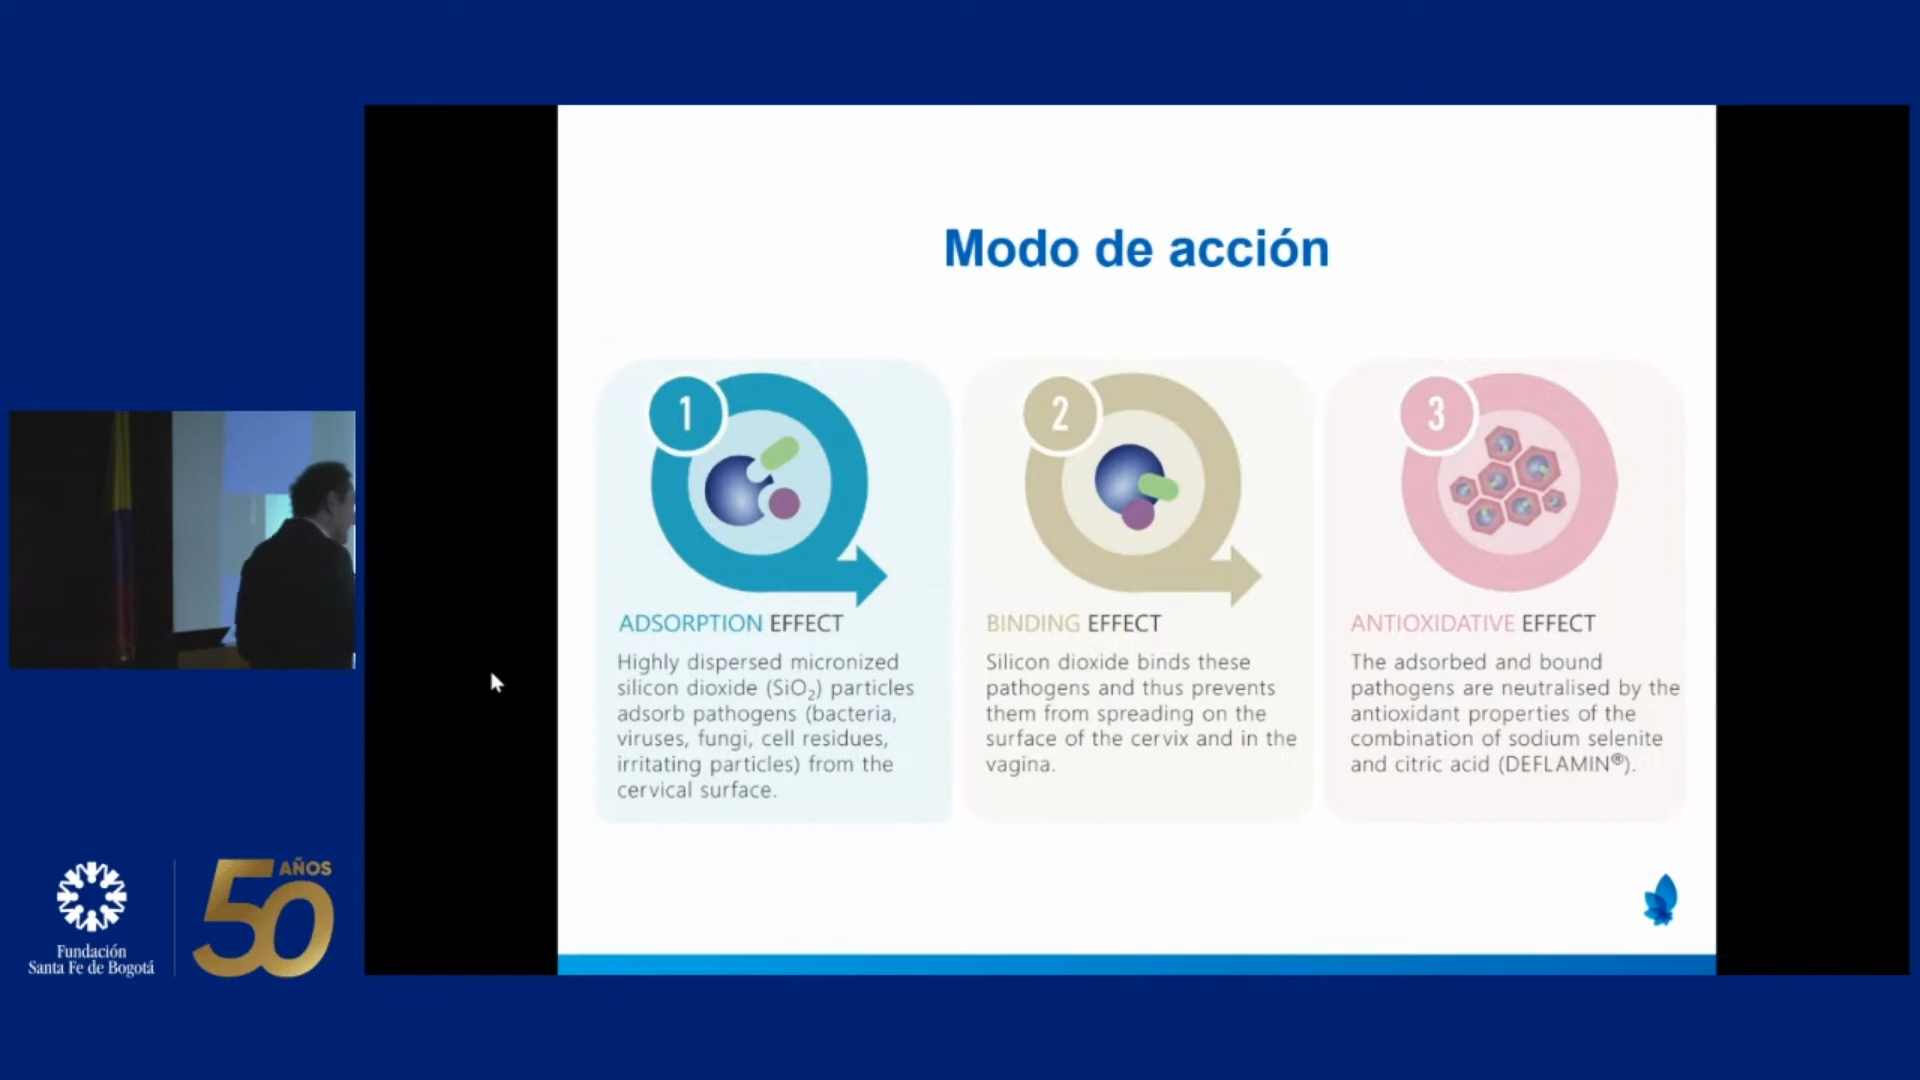 Modo de acción
1
ADSORPTION EFFECT
Highly dispersed micronized
silicon dioxide (SiO₂) particles
adsorb pathogens (bacteria,
viruses, fungi, cell residues,
irritating particles) from the
cervical surface.
2
BINDING EFFECT
Silicon dioxide binds these
pathogens and thus prevents
them from spreading on the
surface of the cervix and in the
vagina.
3
ANTIOXIDATIVE EFFECT
The adsorbed and bound
pathogens are neutralised by the
antioxidant properties of the
combination of sodium selenite
and citric acid (DEFLAMIN®).
Fundación
Santa Fe de Bogotá
50 AÑOS